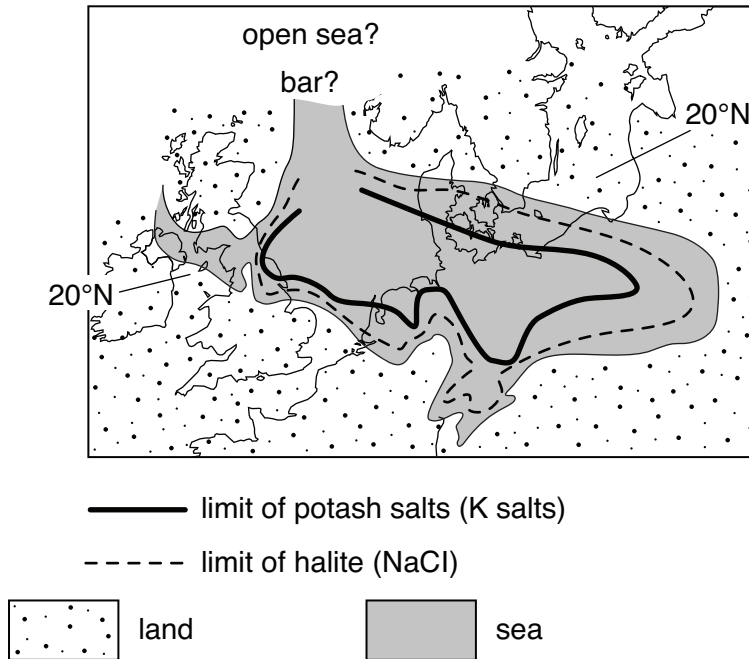 open sea?
bar?
20°N
20°N
limit of potash salts (K salts)
limit of halite (NaCl)
land
sea